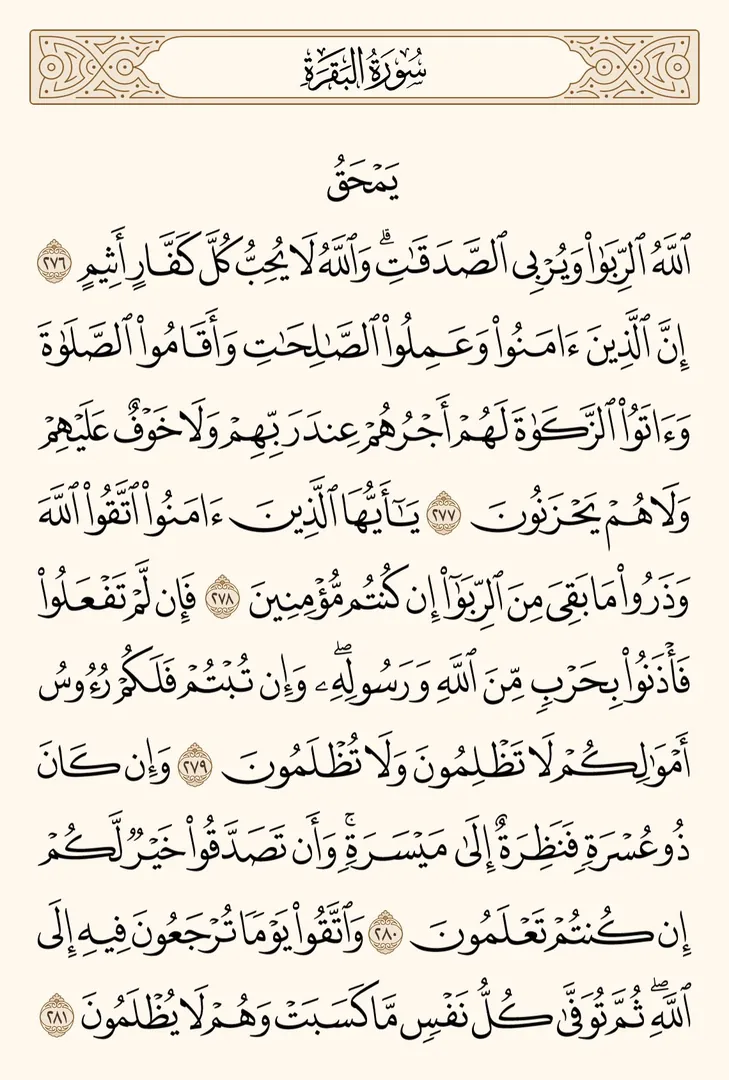 سُورَةُ البَقَرَةِ
يَمْحَقُ
ٱللَّهُ ٱلرِّبَوٰا۟ وَيُرْبِى ٱلصَّدَقَـٰتِ ۗ وَٱللَّهُ لَا يُحِبُّ كُلَّ كَفَّارٍ أَثِيمٍ ٢٧٦
إِنَّ ٱلَّذِينَ ءَامَنُوا۟ وَعَمِلُوا۟ ٱلصَّـٰلِحَـٰتِ وَأَقَامُوا۟ ٱلصَّلَوٰةَ
وَءَاتَوُا۟ ٱلزَّكَوٰةَ لَهُمْ أَجْرُهُمْ عِندَ رَبِّهِمْ وَلَا خَوْفٌ عَلَيْهِمْ
وَلَا هُمْ يَحْزَنُونَ ٢٧٧ يَـٰٓأَيُّهَا ٱلَّذِينَ ءَامَنُوا۟ ٱتَّقُوا۟ ٱللَّهَ
وَذَرُوا۟ مَا بَقِىَ مِنَ ٱلرِّبَوٰٓا۟ إِن كُنتُم مُّؤْمِنِينَ ٢٧٨ فَإِن لَّمْ تَفْعَلُوا۟
فَأْذَنُوا۟ بِحَرْبٍ مِّنَ ٱللَّهِ وَرَسُولِهِۦ ۖ وَإِن تُبْتُمْ فَلَكُمْ رُءُوسُ
أَمْوَٰلِكُمْ لَا تَظْلِمُونَ وَلَا تُظْلَمُونَ ٢٧٩ وَإِن كَانَ
ذُو عُسْرَةٍ فَنَظِرَةٌ إِلَىٰ مَيْسَرَةٍ ۚ وَأَن تَصَدَّقُوا۟ خَيْرٌ لَّكُمْ
إِن كُنتُمْ تَعْلَمُونَ ٢٨٠ وَٱتَّقُوا۟ يَوْمًا تُرْجَعُونَ فِيهِ إِلَى
ٱللَّهِ ۖ ثُمَّ تُوَفَّىٰ كُلُّ نَفْسٍ مَّا كَسَبَتْ وَهُمْ لَا يُظْلَمُونَ ٢٨١